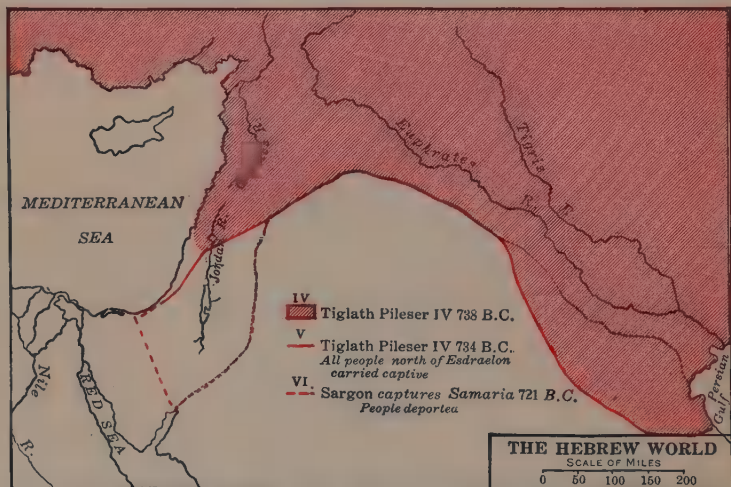 Euphrates
R.
Tigris
R.
MEDITERRANEAN
SEA
Jordan R.
IV
Tiglath Pileser IV 738 B.C.
V
Tiglath Pileser IV 734 B.C.
All people north of Esdraelon
carried captive
VI.
Sargon captures Samaria 721 B.C.
People deported
Nile
R.
RED SEA
Persian
Gulf
THE HEBREW WORLD
SCALE OF MILES
0 50 100 150 200